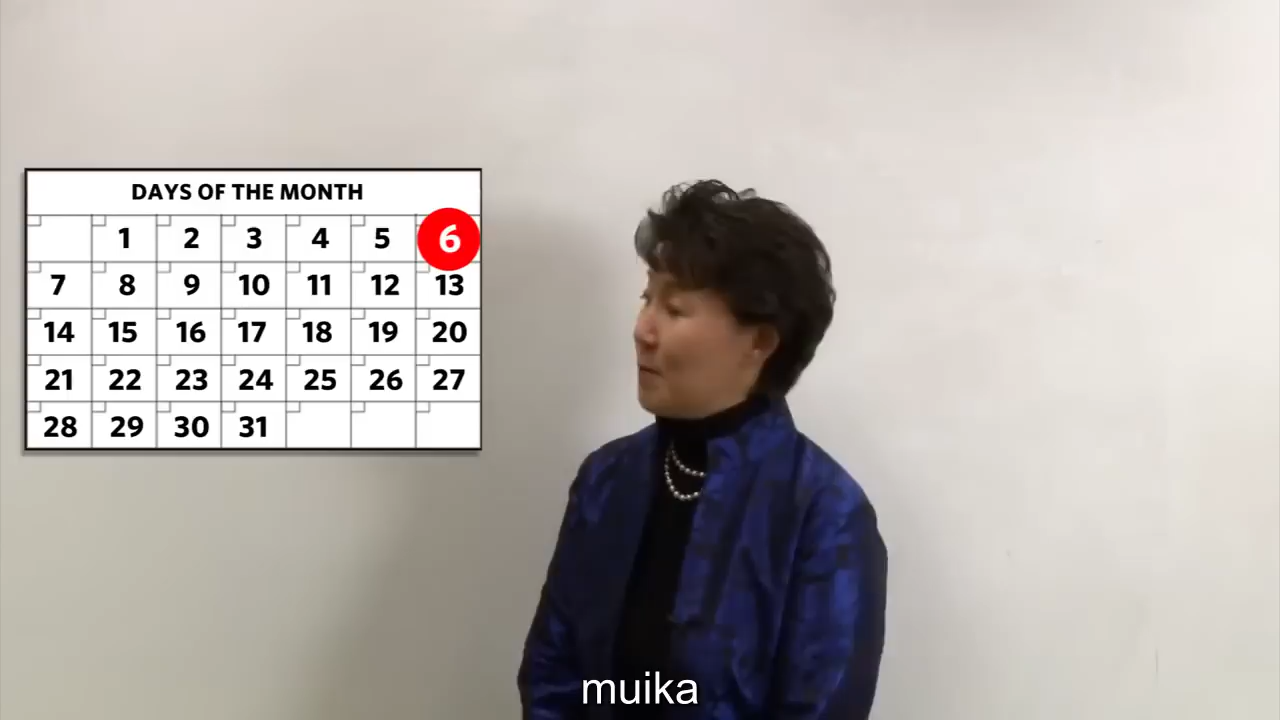 DAYS OF THE MONTH
1 2 3 4 5 6
7 8 9 10 11 12 13
14 15 16 17 18 19 20
21 22 23 24 25 26 27
28 29 30 31
muika